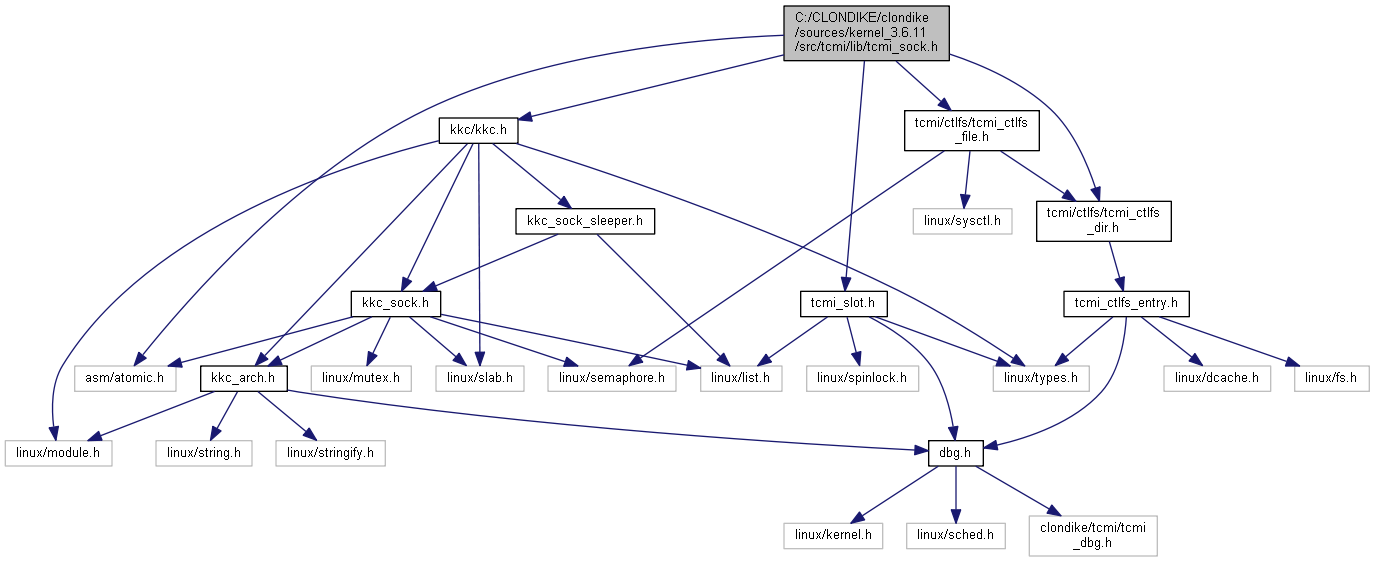 C:/CLONDIKE/clondike
/sources/kernel_3.6.11
/src/tcmi/lib/tcmi_sock.h
kkc/kkc.h
tcmi/ctlfs/tcmi_ctlfs
_file.h
kkc_sock_sleeper.h
linux/sysctl.h
tcmi/ctlfs/tcmi_ctlfs
_dir.h
kkc_sock.h
tcmi_slot.h
tcmi_ctlfs_entry.h
asm/atomic.h
kkc_arch.h
linux/mutex.h
linux/slab.h
linux/semaphore.h
linux/list.h
linux/spinlock.h
linux/types.h
linux/dcache.h
linux/fs.h
linux/module.h
linux/string.h
linux/stringify.h
dbg.h
linux/kernel.h
linux/sched.h
clondike/tcmi/tcmi
_dbg.h